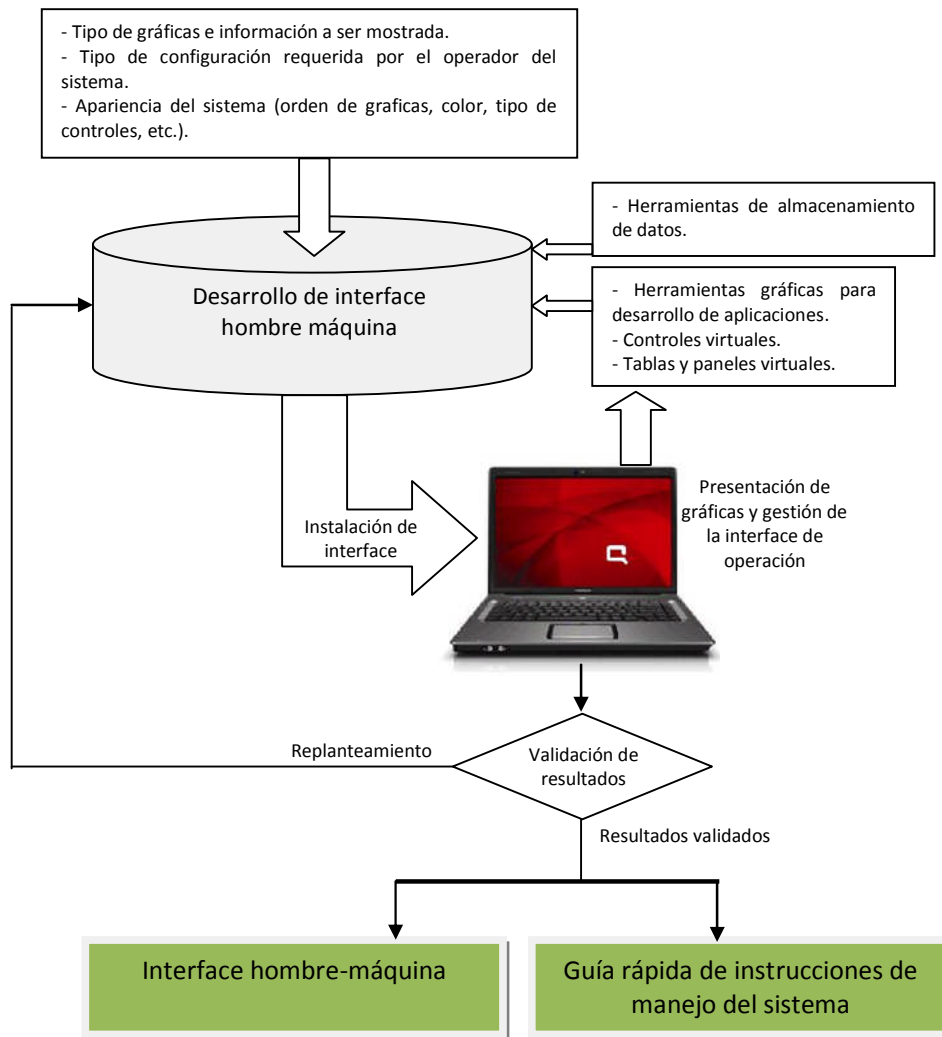 - Tipo de gráficas e información a ser mostrada.
- Tipo de configuración requerida por el operador del
sistema.
- Apariencia del sistema (orden de graficas, color, tipo de
controles, etc.).
- Herramientas de almacenamiento
de datos.
Desarrollo de interface
hombre máquina
- Herramientas gráficas para
desarrollo de aplicaciones.
- Controles virtuales.
- Tablas y paneles virtuales.
Instalación de
interface
Presentación de
gráficas y gestión de
la interface de
operación
Replanteamiento
Validación de
resultados
Resultados validados
Interface hombre-máquina
Guía rápida de instrucciones de
manejo del sistema